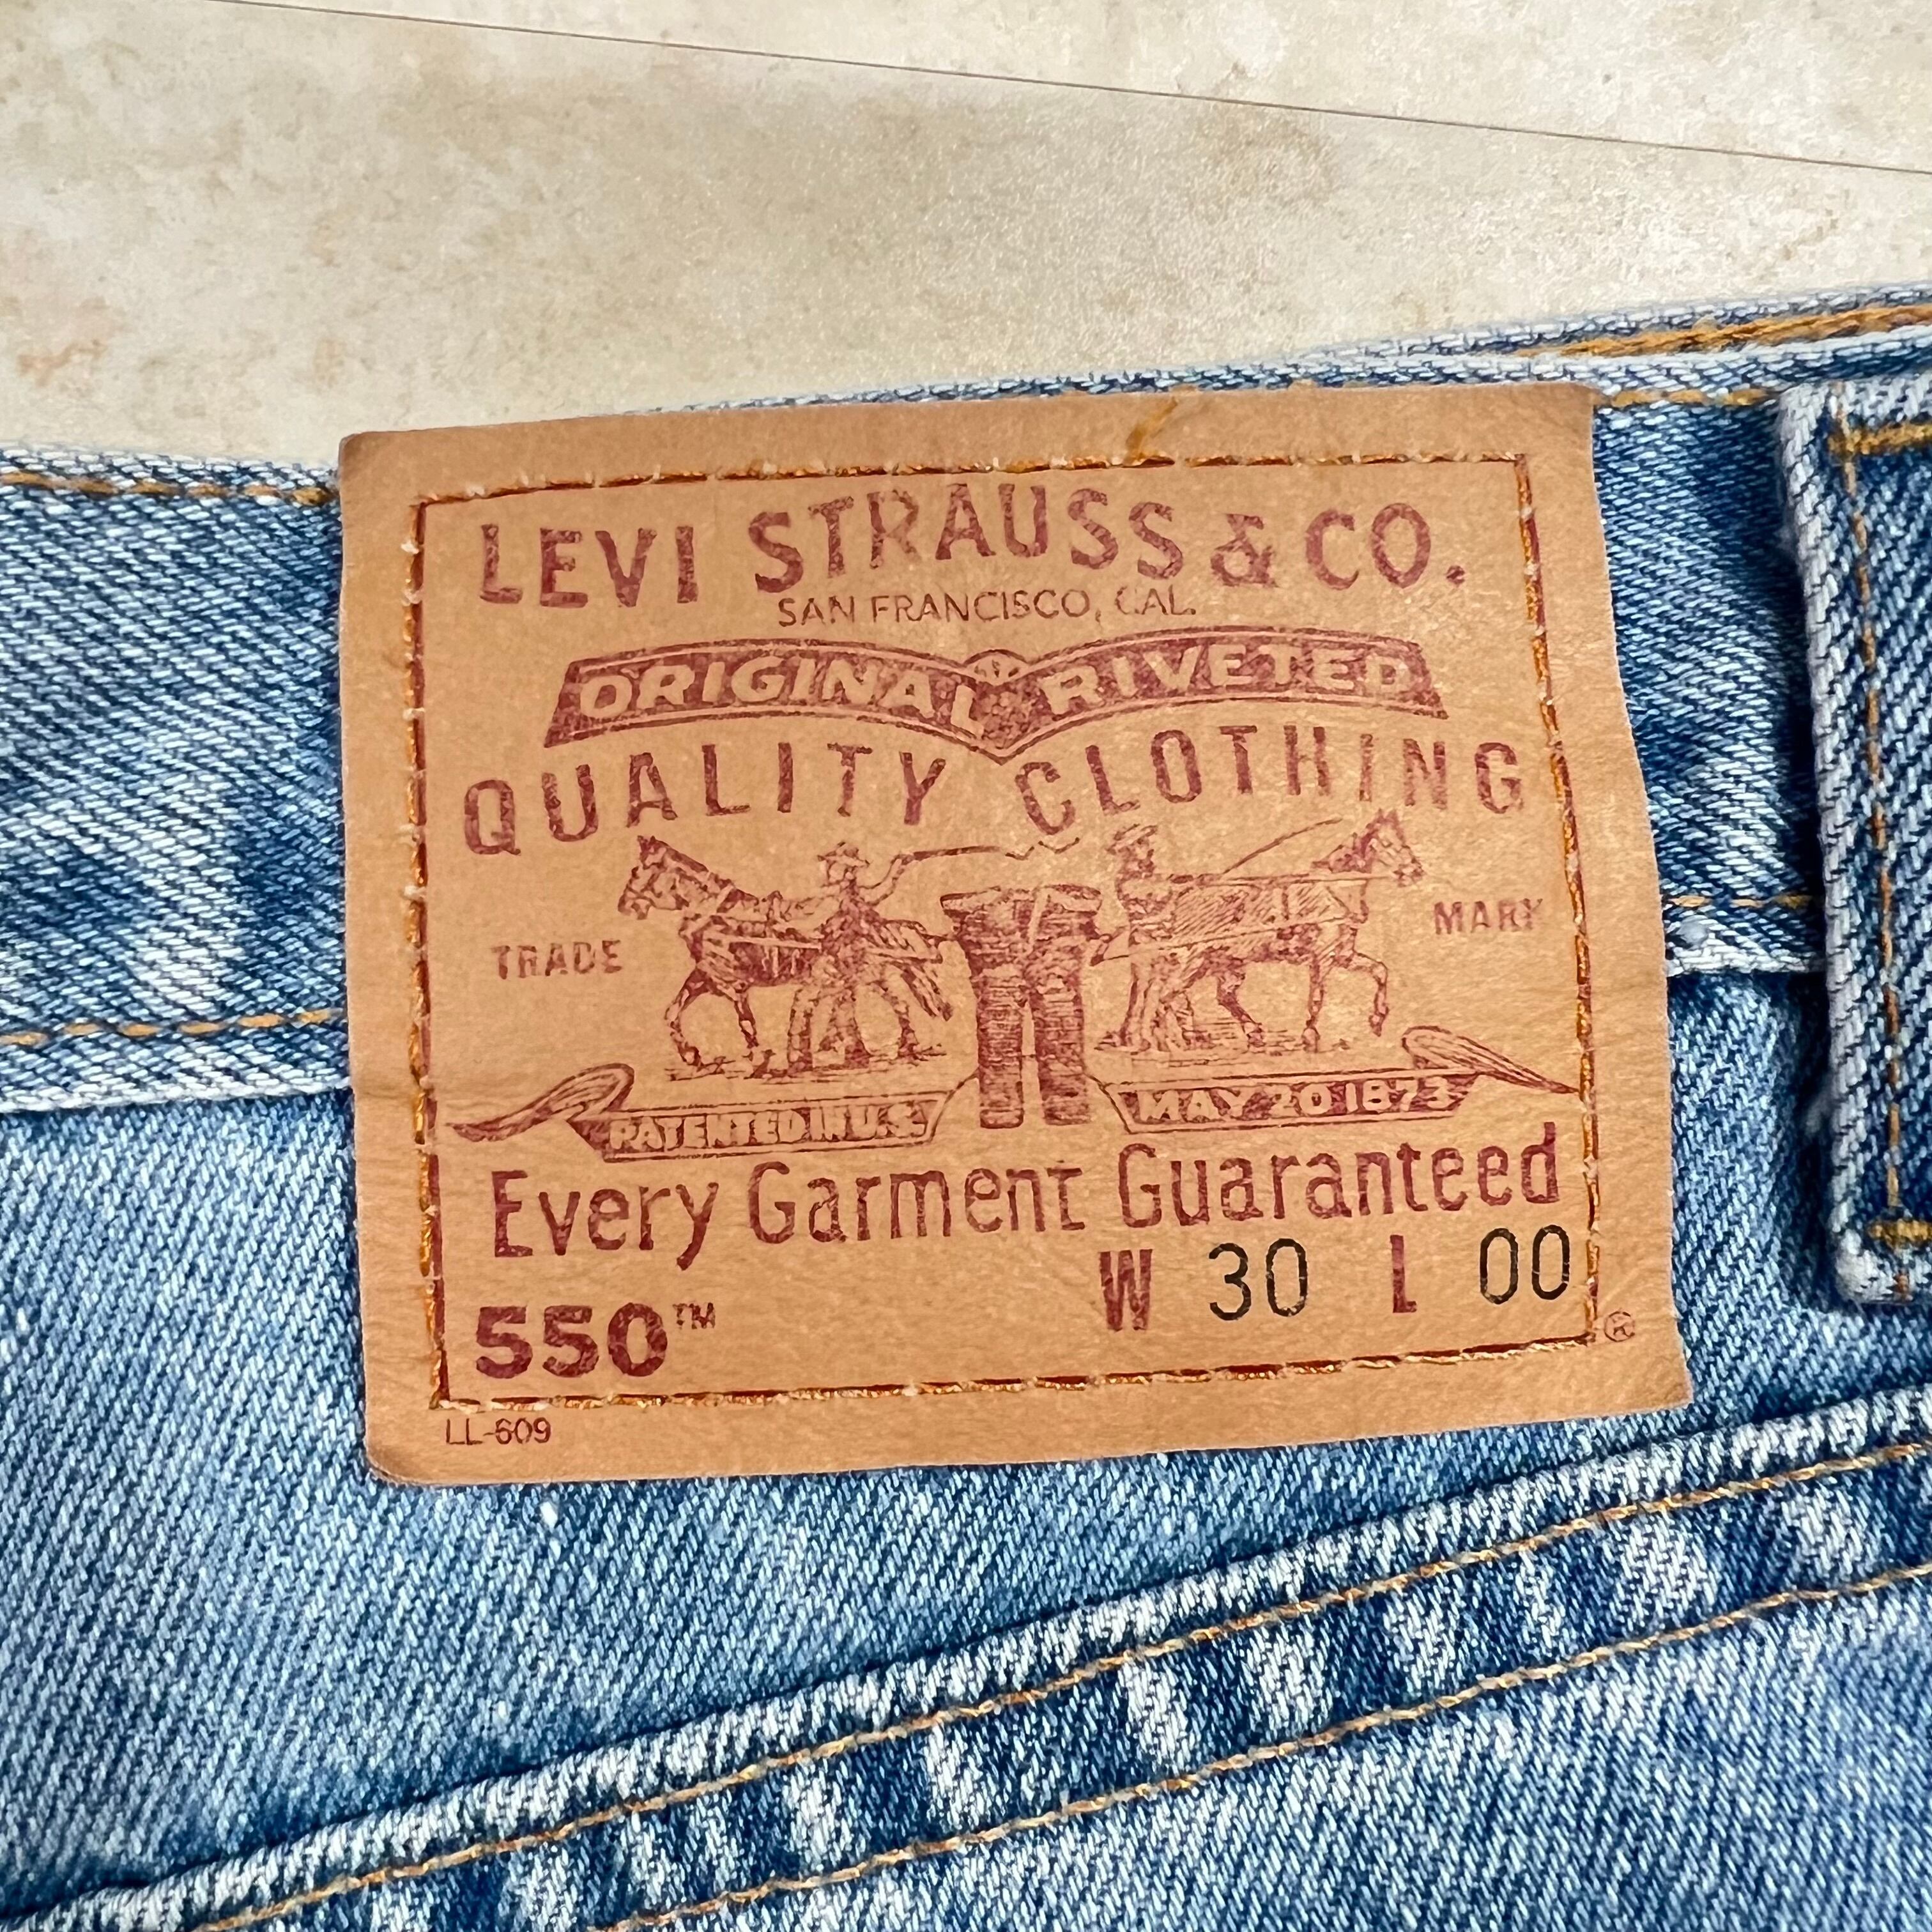 LEVI STRAUSS & CO.
SAN FRANCISCO, CAL.
ORIGINAL RIVETED
QUALITY CLOTHING
TRADE MARK
PATENTED IN U.S. MAY 20 1873
Every Garment Guaranteed
W 30 L 00
550™
®
LL-609